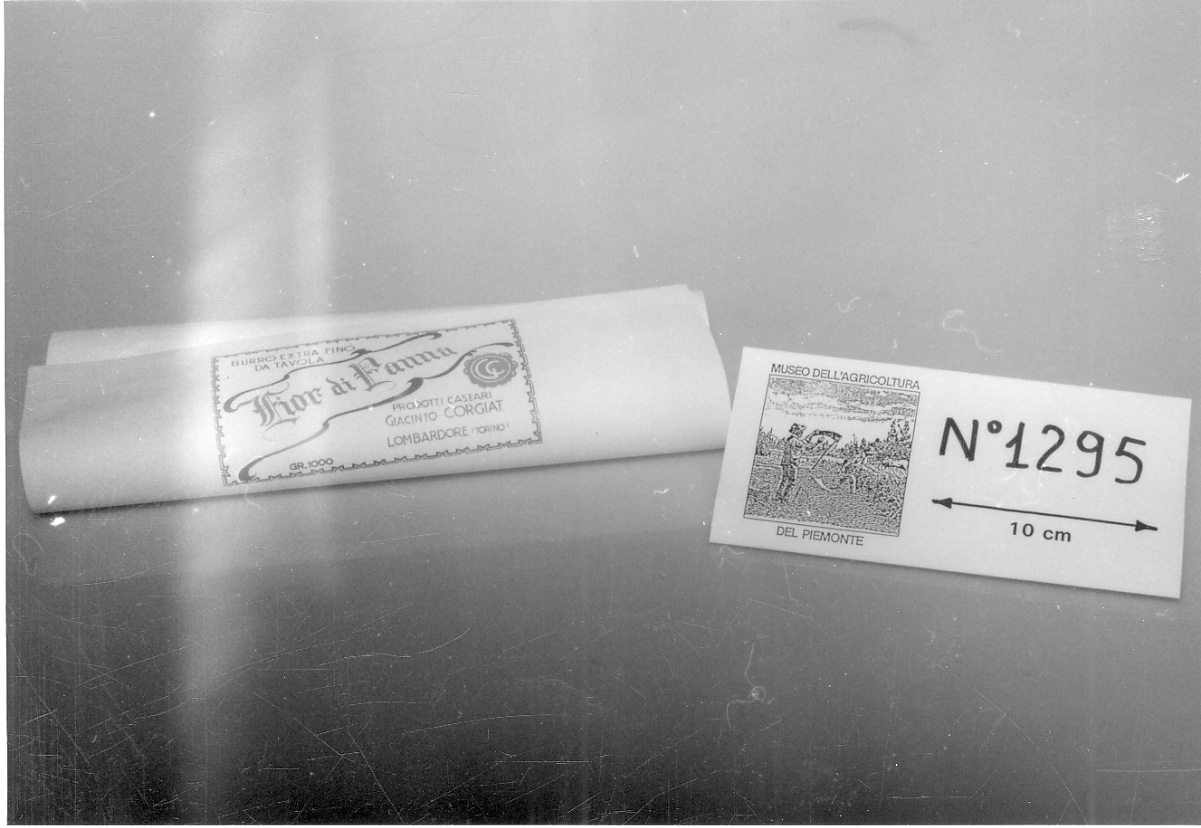 BURRO EXTRA FINO
DA TAVOLA
Fior di Panna
PRODOTTI CASEARI
GIACINTO CORGIAT
LOMBARDORE (TORINO)
GR.1000
MUSEO DELL'AGRICOLTURA
DEL PIEMONTE
N°1295
10 cm